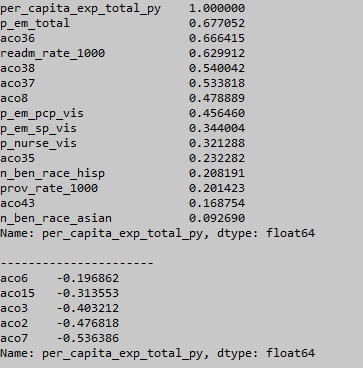 per_capita_exp_total_py    1.000000
p_em_total                 0.677052
aco36                      0.666415
readm_rate_1000            0.629912
aco38                      0.540042
aco37                      0.533818
aco8                       0.478889
p_em_pcp_vis               0.456460
p_em_sp_vis                0.344004
p_nurse_vis                0.321288
aco35                      0.232282
n_ben_race_hisp            0.208191
prov_rate_1000             0.201423
aco43                      0.168754
n_ben_race_asian           0.092690
Name: per_capita_exp_total_py, dtype: float64
----------------------
aco6    -0.196862
aco15   -0.313553
aco3    -0.403212
aco2    -0.476818
aco7    -0.536386
Name: per_capita_exp_total_py, dtype: float64